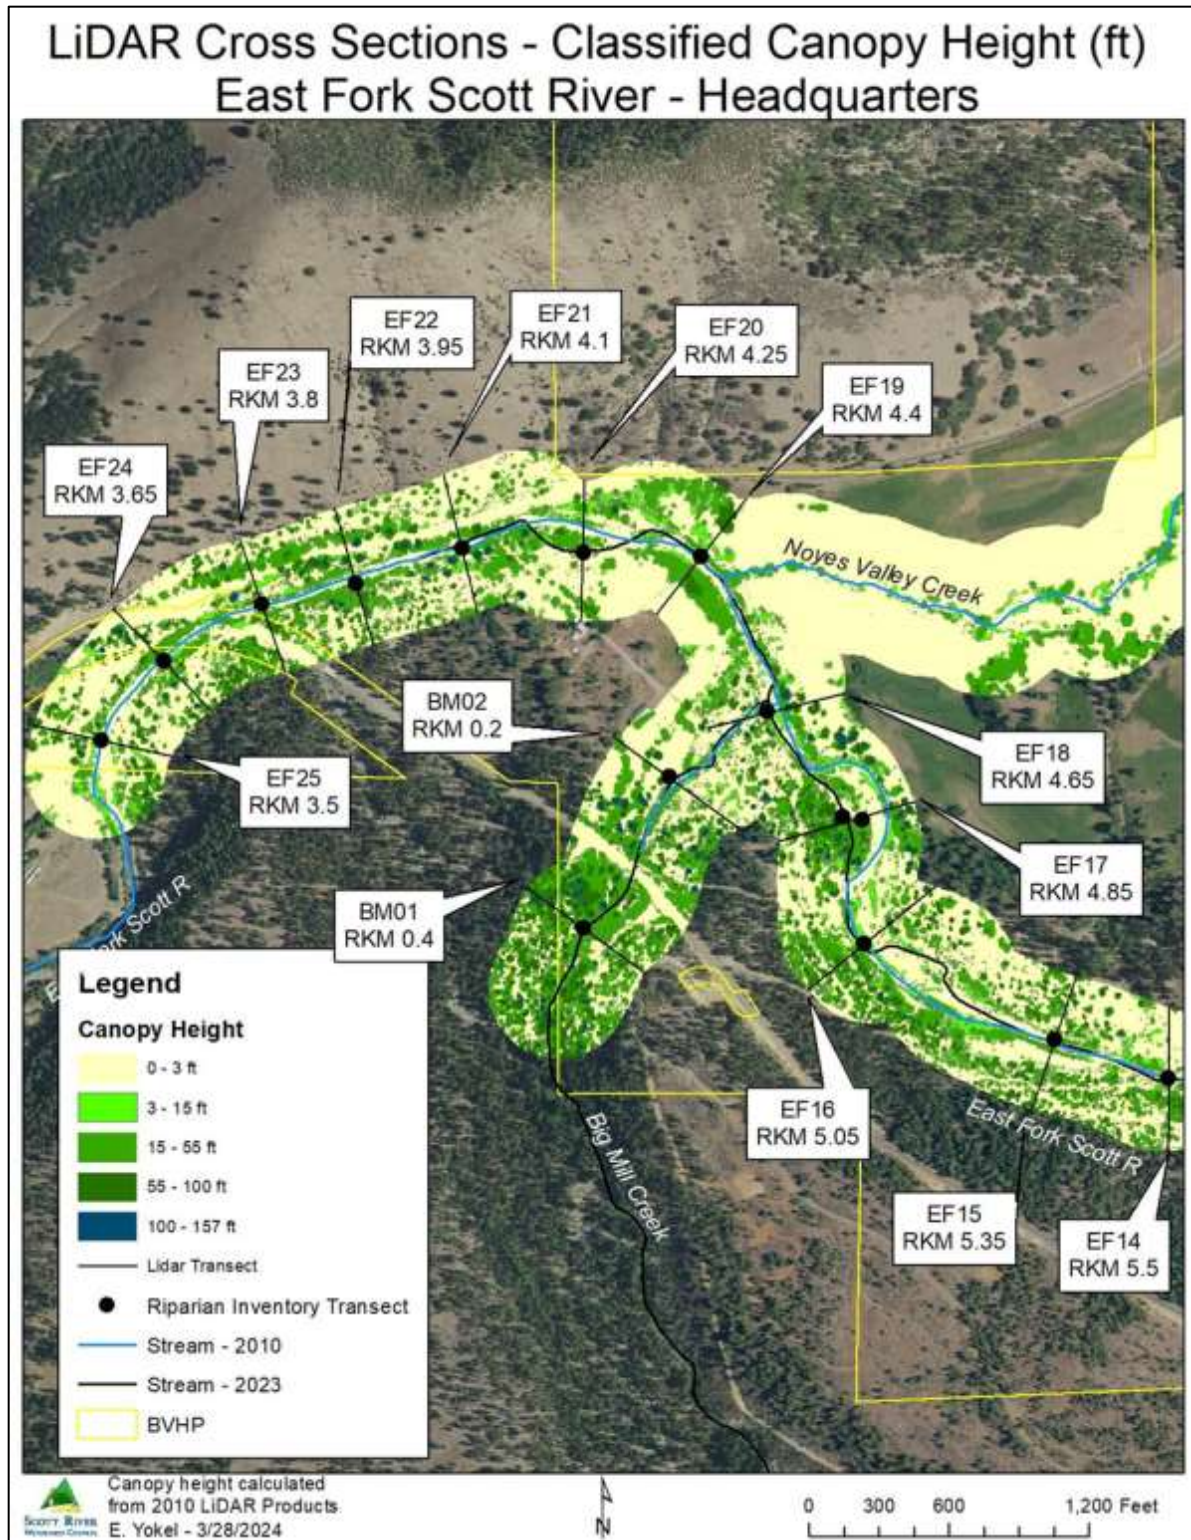 LiDAR Cross Sections - Classified Canopy Height (ft)
East Fork Scott River - Headquarters
EF21
RKM 4.1
EF22
RKM 3.95
EF20
RKM 4.25
EF23
RKM 3.8
EF19
RKM 4.4
EF24
RKM 3.65
Noyes Valley Creek
BM02
RKM 0.2
EF18
RKM 4.65
EF25
RKM 3.5
EF17
RKM 4.85
BM01
RKM 0.4
Scott R
EF16
RKM 5.05
East Fork Scott R
Big Mill Creek
EF15
RKM 5.35
EF14
RKM 5.5
Legend
Canopy Height
0 - 3 ft
3 - 15 ft
15 - 55 ft
55 - 100 ft
100 - 157 ft
Lidar Transect
Riparian Inventory Transect
Stream - 2010
Stream - 2023
BVHP
SCOTT RIVER
WATERSHED COUNCIL
Canopy height calculated
from 2010 LiDAR Products
E. Yokel - 3/28/2024
N
0 300 600 1,200 Feet